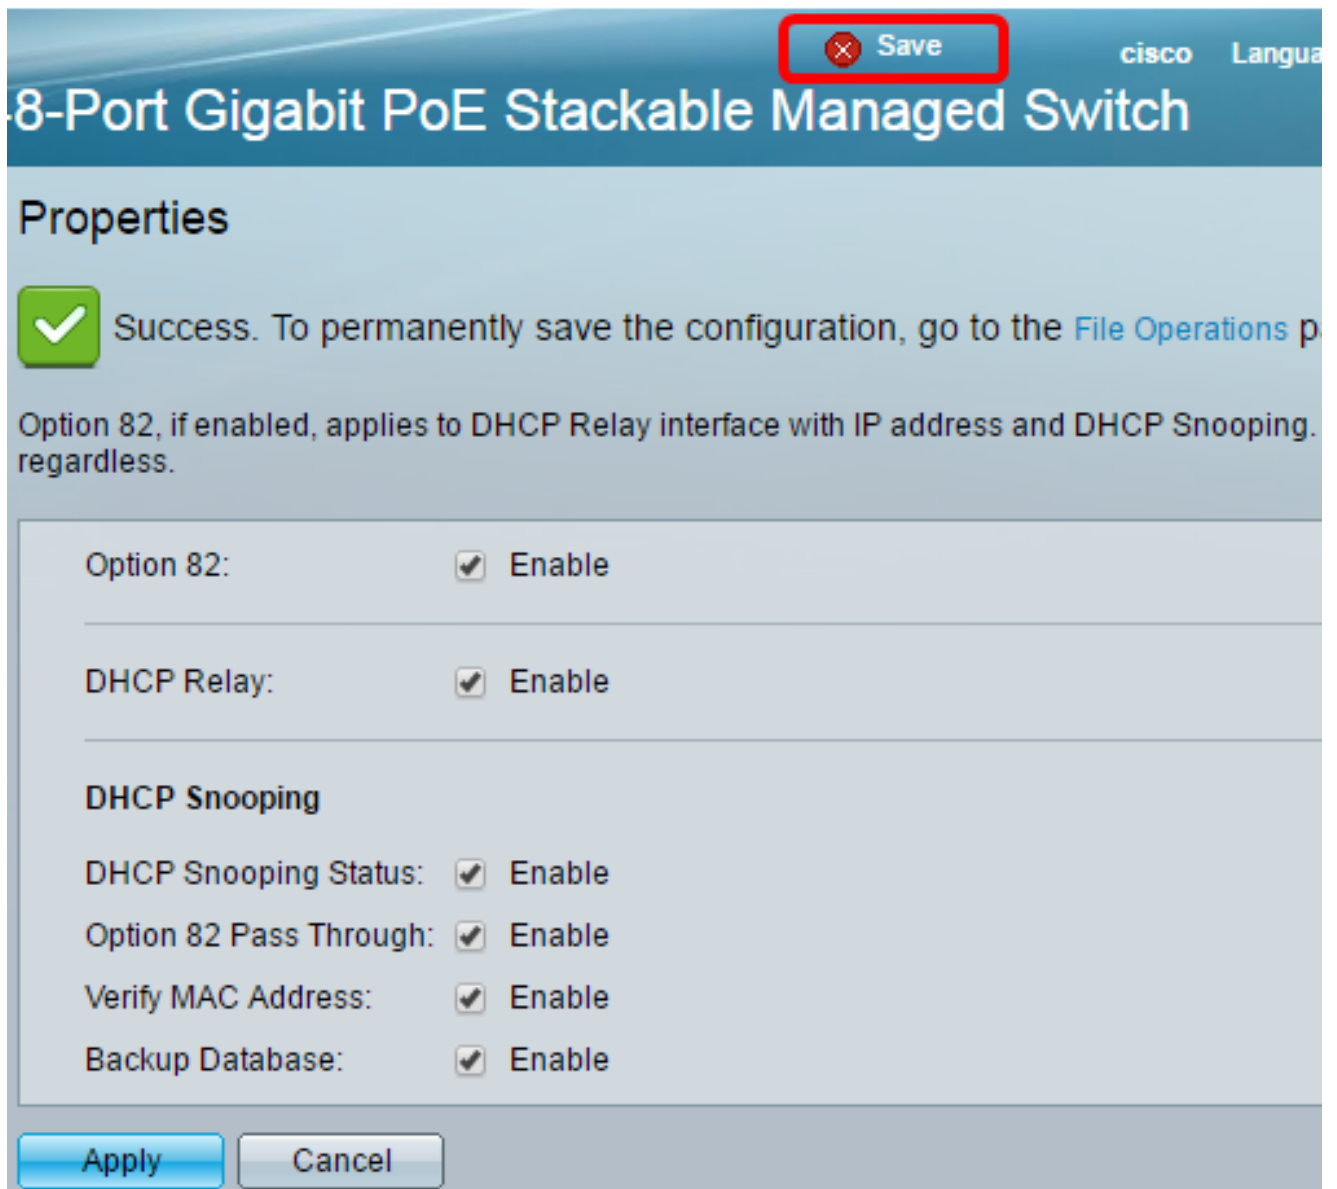 Save
cisco
-8-Port Gigabit PoE Stackable Managed Switch
Properties
Success. To permanently save the configuration, go to the File Operations
Option 82, if enabled, applies to DHCP Relay interface with IP address and DHCP Snooping.
regardless.
Option 82: Enable
DHCP Relay: Enable
DHCP Snooping
DHCP Snooping Status: Enable
Option 82 Pass Through: Enable
Verify MAC Address: Enable
Backup Database: Enable
Apply Cancel